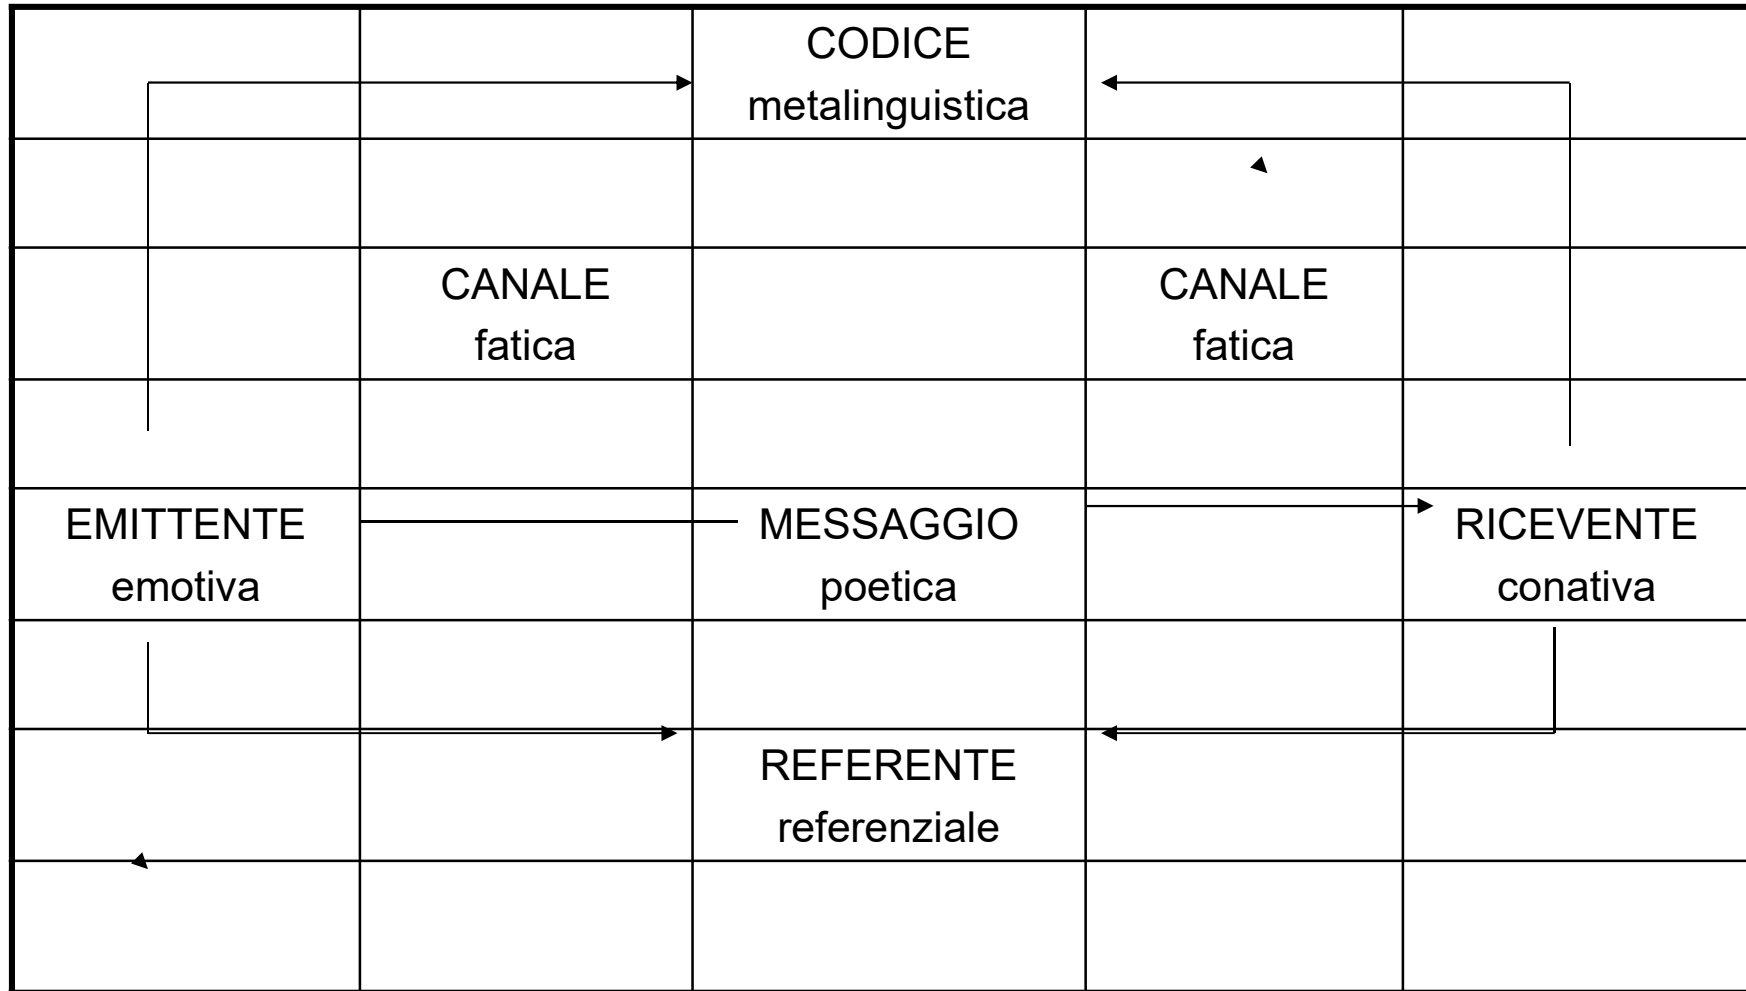 CODICE
metalinguistica
CANALE
fatica
CANALE
fatica
EMITTENTE
emotiva
MESSAGGIO
poetica
RICEVENTE
conativa
REFERENTE
referenziale